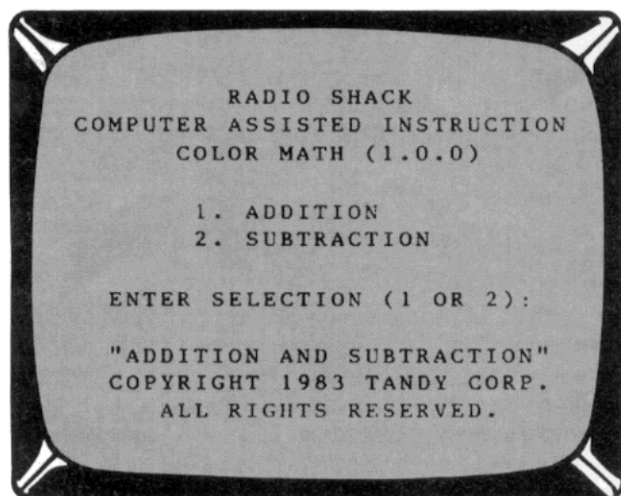 RADIO SHACK
COMPUTER ASSISTED INSTRUCTION
COLOR MATH (1.0.0)
1. ADDITION
2. SUBTRACTION
ENTER SELECTION (1 OR 2):
"ADDITION AND SUBTRACTION"
COPYRIGHT 1983 TANDY CORP.
ALL RIGHTS RESERVED.